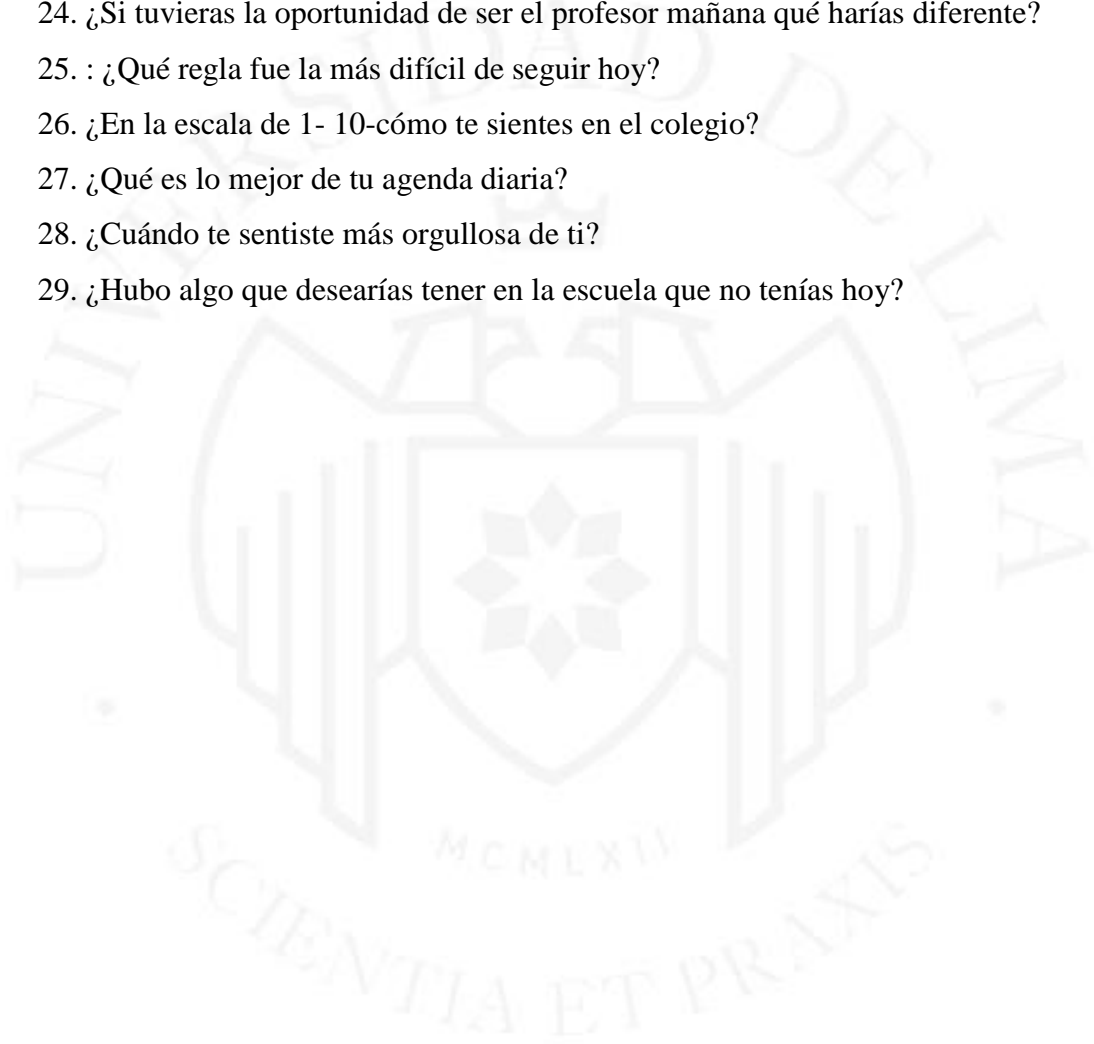 24. ¿Si tuvieras la oportunidad de ser el profesor mañana qué harías diferente?
25. : ¿Qué regla fue la más difícil de seguir hoy?
26. ¿En la escala de 1- 10-cómo te sientes en el colegio?
27. ¿Qué es lo mejor de tu agenda diaria?
28. ¿Cuándo te sentiste más orgullosa de ti?
29. ¿Hubo algo que desearías tener en la escuela que no tenías hoy?
UNIVERSIDAD DE LIMA
MCMLXII
SCIENTIA ET PRAXIS